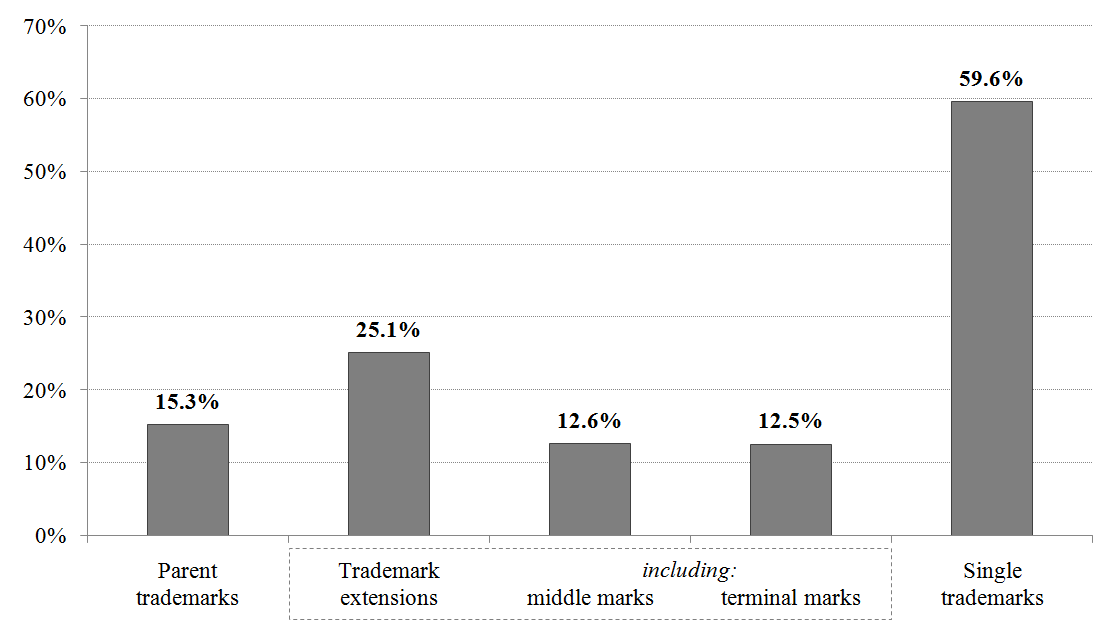 70%
60%
50%
40%
30%
20%
10%
0%
15.3%
25.1%
12.6%
12.5%
59.6%
Parent
trademarks
Trademark
extensions
including:
middle marks
terminal marks
Single
trademarks